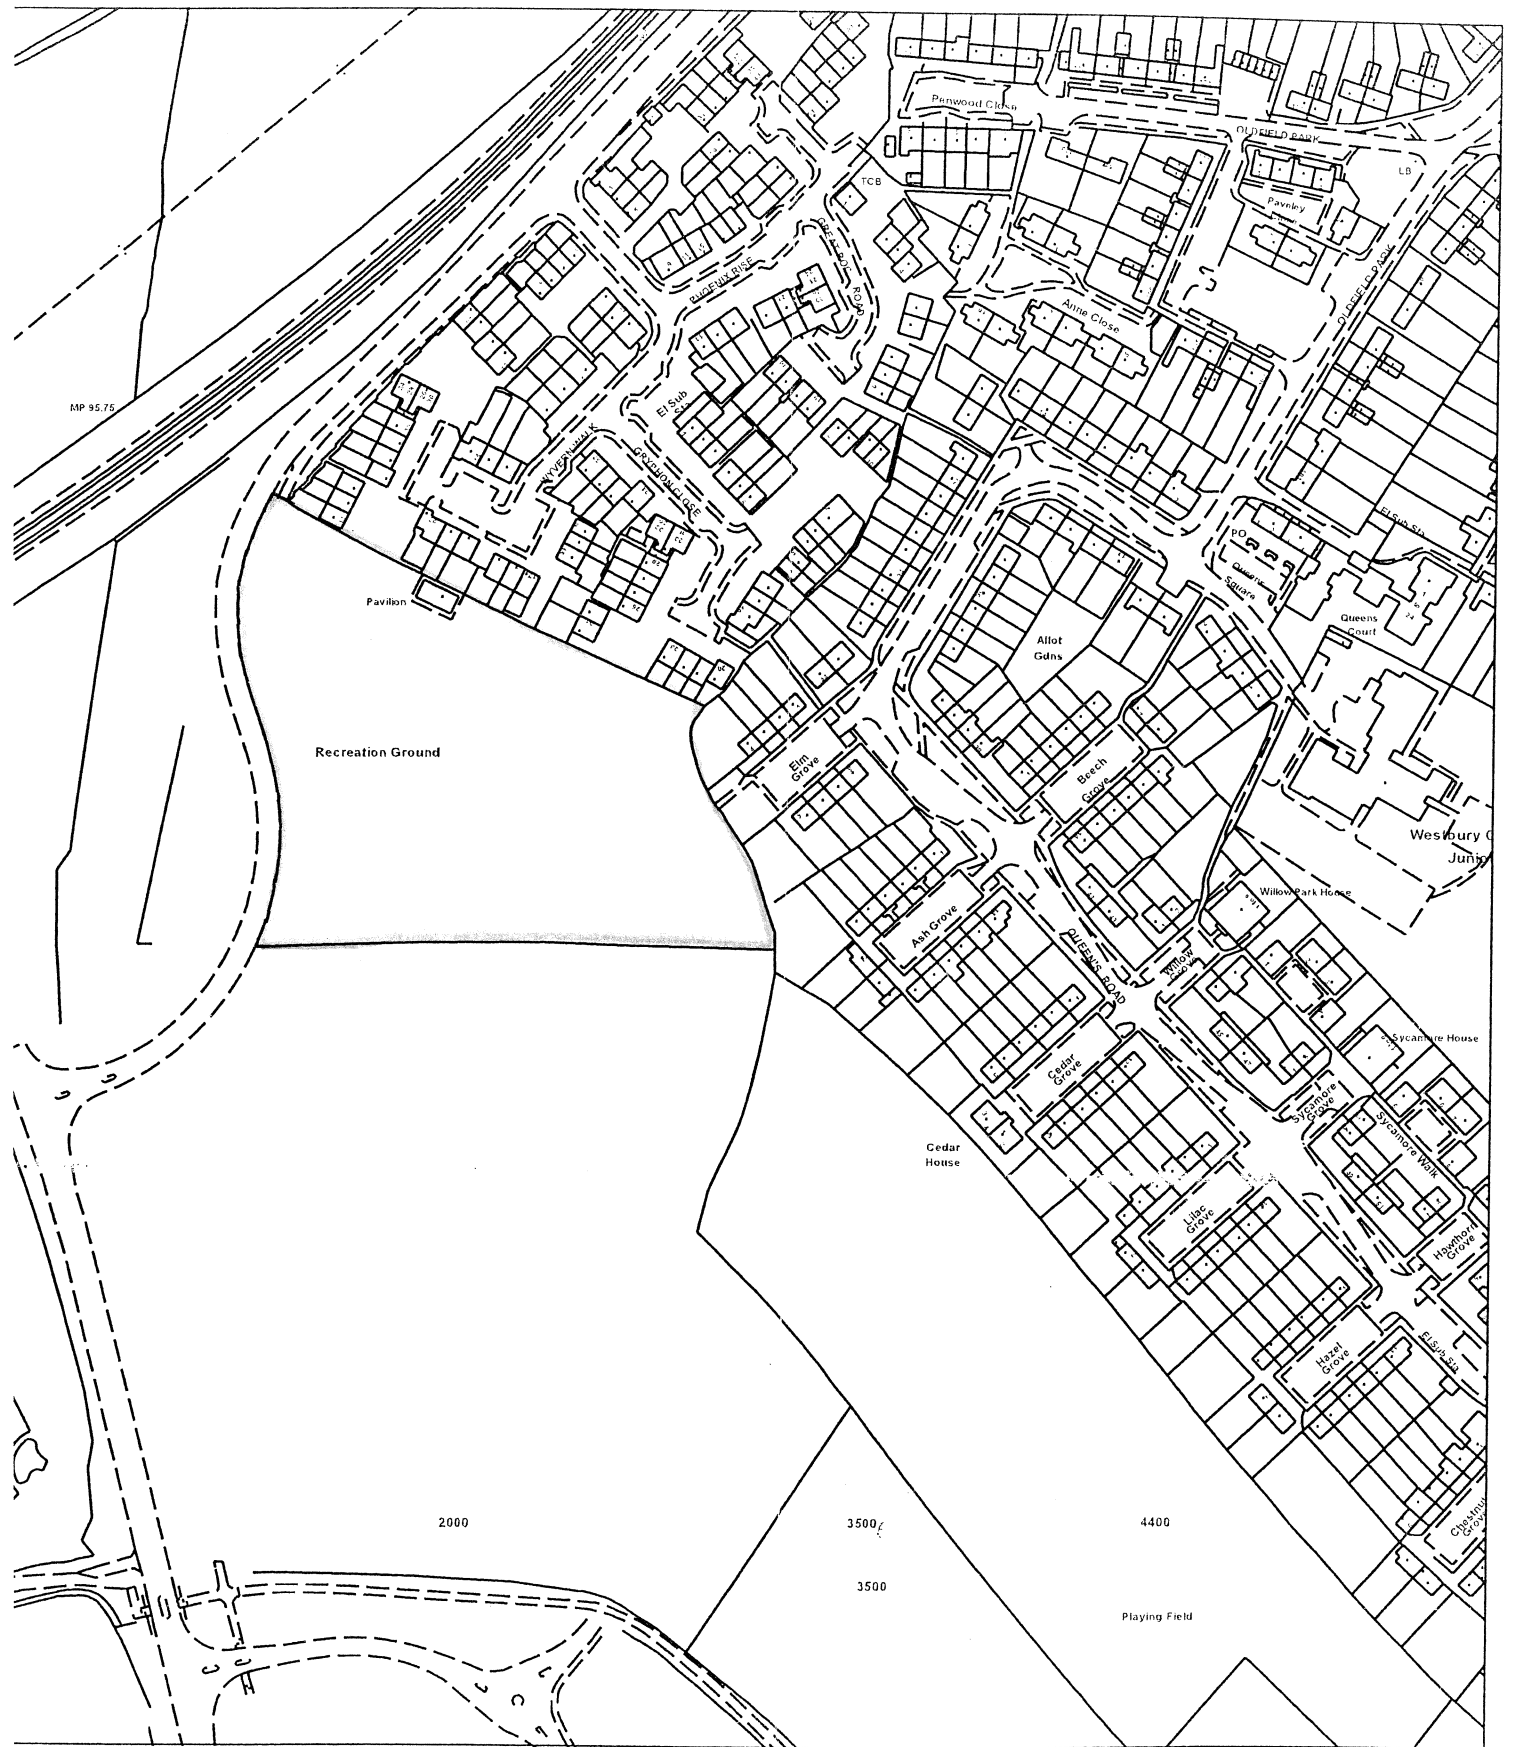 Penwood Close
OLDFIELD PARK
LB
TCB
Pavnley
PHOENIX RISE
ROAD
Anne Close
OLDFIELD PARK
MP 95.75
El Sub
Sta
WYVERN WALK
GRYPHON CLOSE
El Sub Sta
PO
Queens
Square
Pavilion
Queens
Court
Allot
Gdns
Recreation Ground
Elm
Grove
Beech
Grove
Westbury
Junio
Willow Park House
Ash Grove
QUEEN'S ROAD
Willow
Grove
Sycamore House
Cedar
Grove
Sycamore
Grove
Sycamore Walk
Cedar
House
Lilac
Grove
Hawthorn
Grove
Hazel
Grove
El Sub Sta
Chestnut
Grove
2000
3500
4400
3500
Playing Field